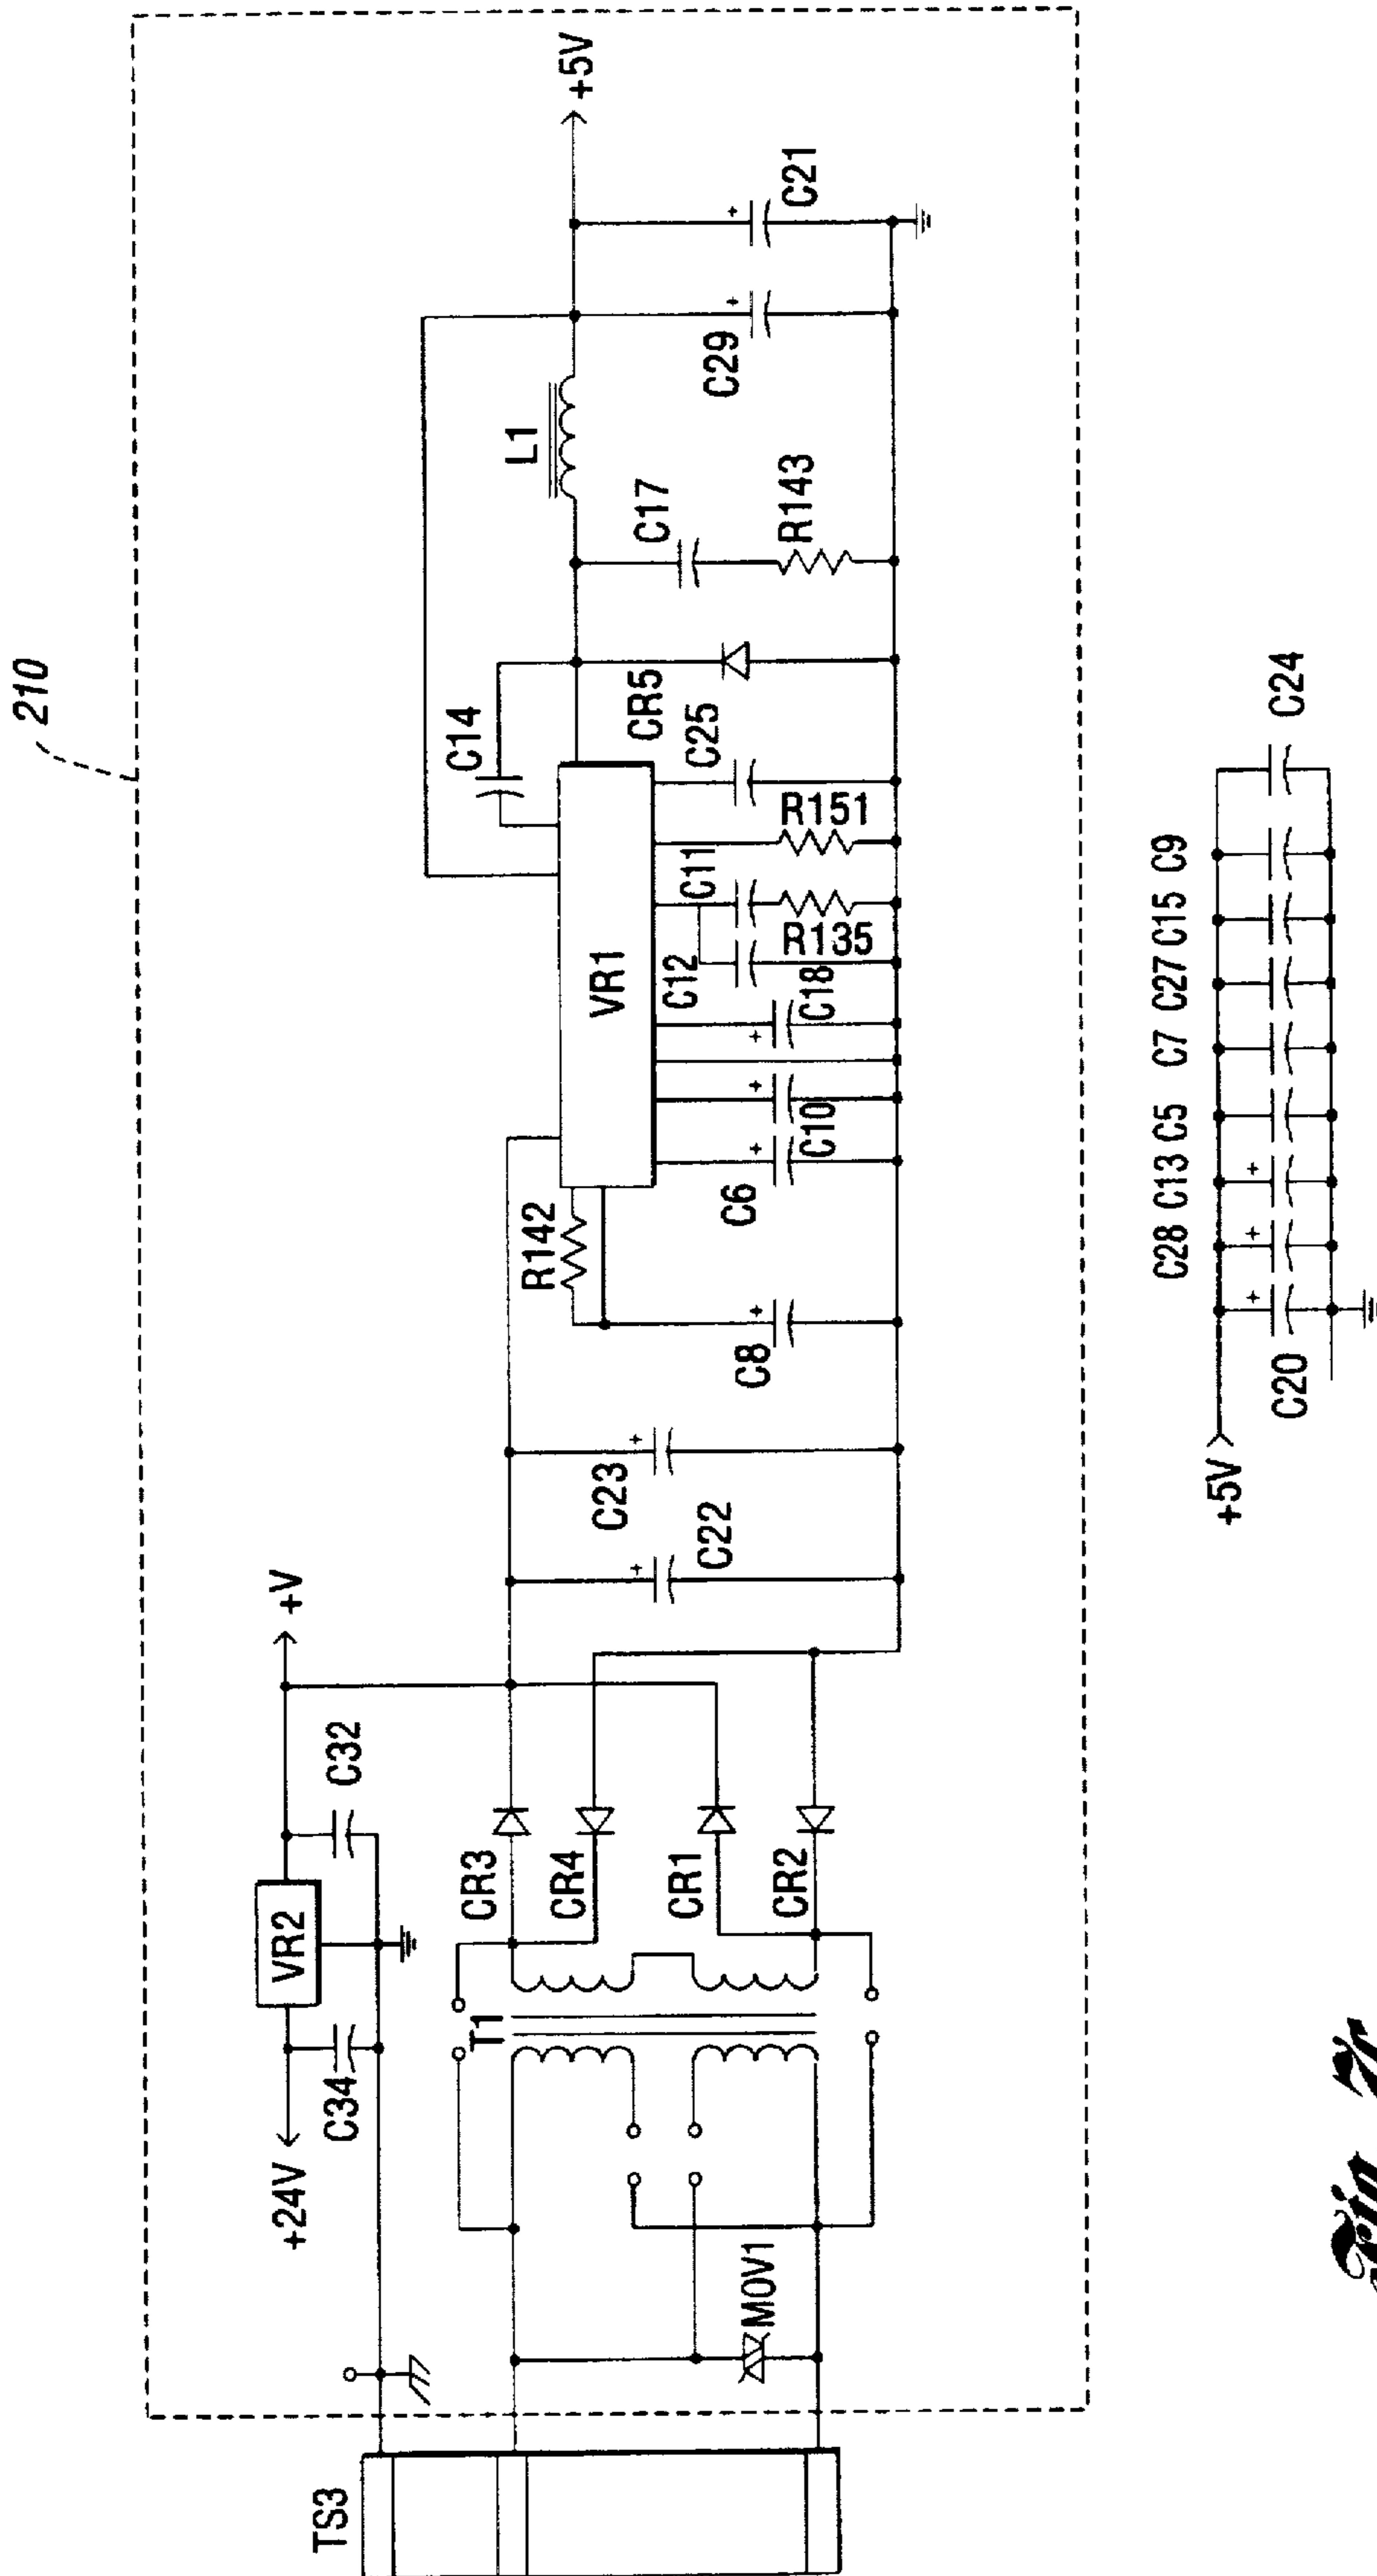 210
TS3
+24V
C34
VR2
C32
+V
MOV1
T1
CR3
CR4
CR1
CR2
C22
C23
C8
R142
C6
C10
C18
VR1
C12
C11
R135
R151
C25
C14
CR5
C17
R143
L1
C29
C21
+5V
+5V
C20
C28 C13 C5 C7 C27 C15 C9
C24